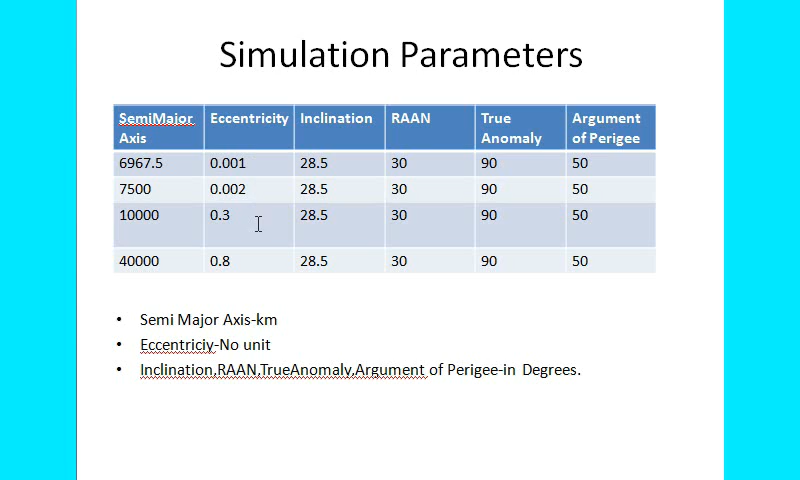 Simulation Parameters
SemiMajor Axis Eccentricity Inclination RAAN True Anomaly Argument of Perigee
6967.5 0.001 28.5 30 90 50
7500 0.002 28.5 30 90 50
10000 0.3 28.5 30 90 50
40000 0.8 28.5 30 90 50
• Semi Major Axis-km
• Eccentriciy-No unit
• Inclination,RAAN,TrueAnomaly,Argument of Perigee-in Degrees.